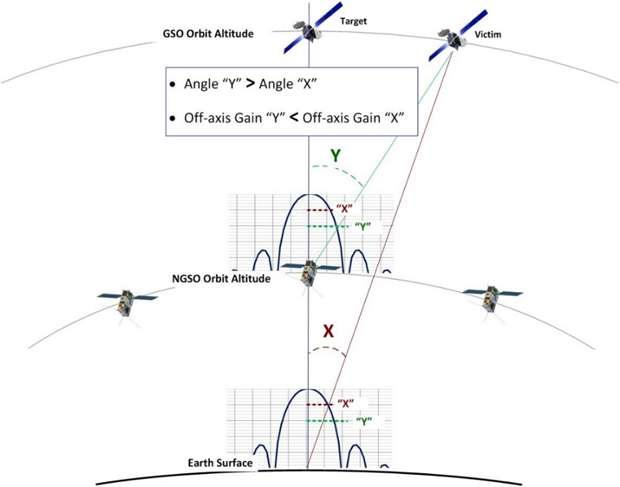 Target
GSO Orbit Altitude
Victim
• Angle “Y” > Angle “X”
• Off-axis Gain “Y” < Off-axis Gain “X”
Y
“X”
“Y”
NGSO Orbit Altitude
X
“X”
“Y”
Earth Surface